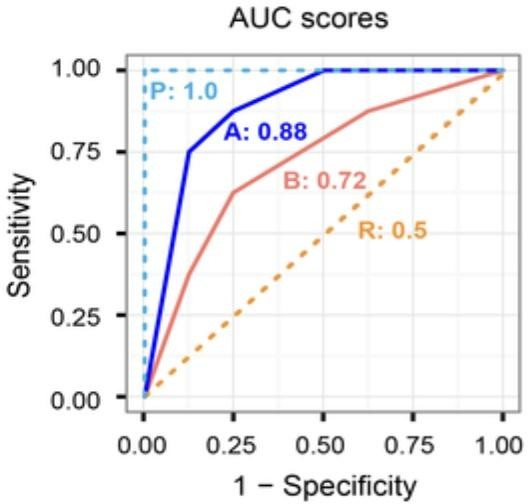 AUC scores
1.00
P: 1.0
A: 0.88
0.75
B: 0.72
Sensitivity
0.50
R: 0.5
0.25
0.00
0.00 0.25 0.50 0.75 1.00
1 − Specificity